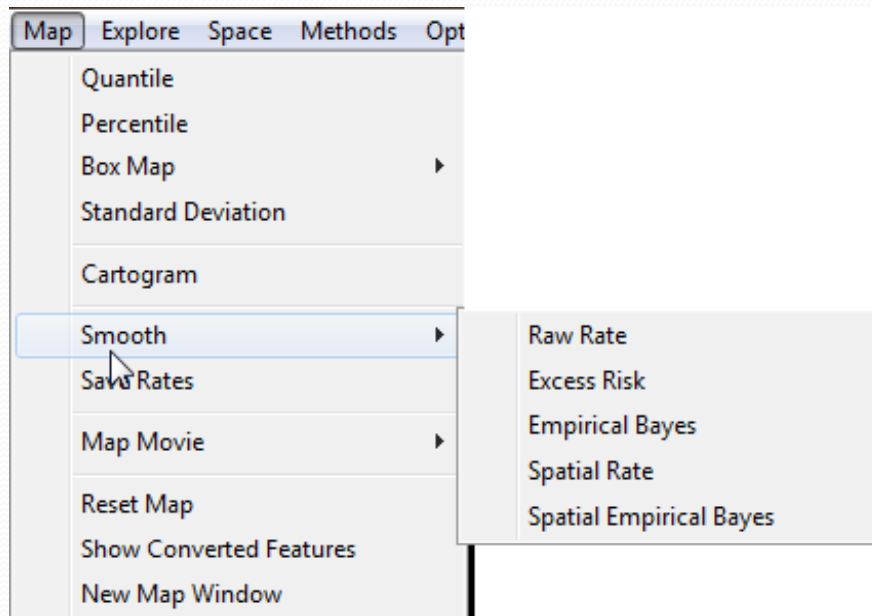 Map Explore Space Methods Opt
Quantile
Percentile
Box Map
Standard Deviation
Cartogram
Smooth
Save Rates
Map Movie
Reset Map
Show Converted Features
New Map Window
Raw Rate
Excess Risk
Empirical Bayes
Spatial Rate
Spatial Empirical Bayes